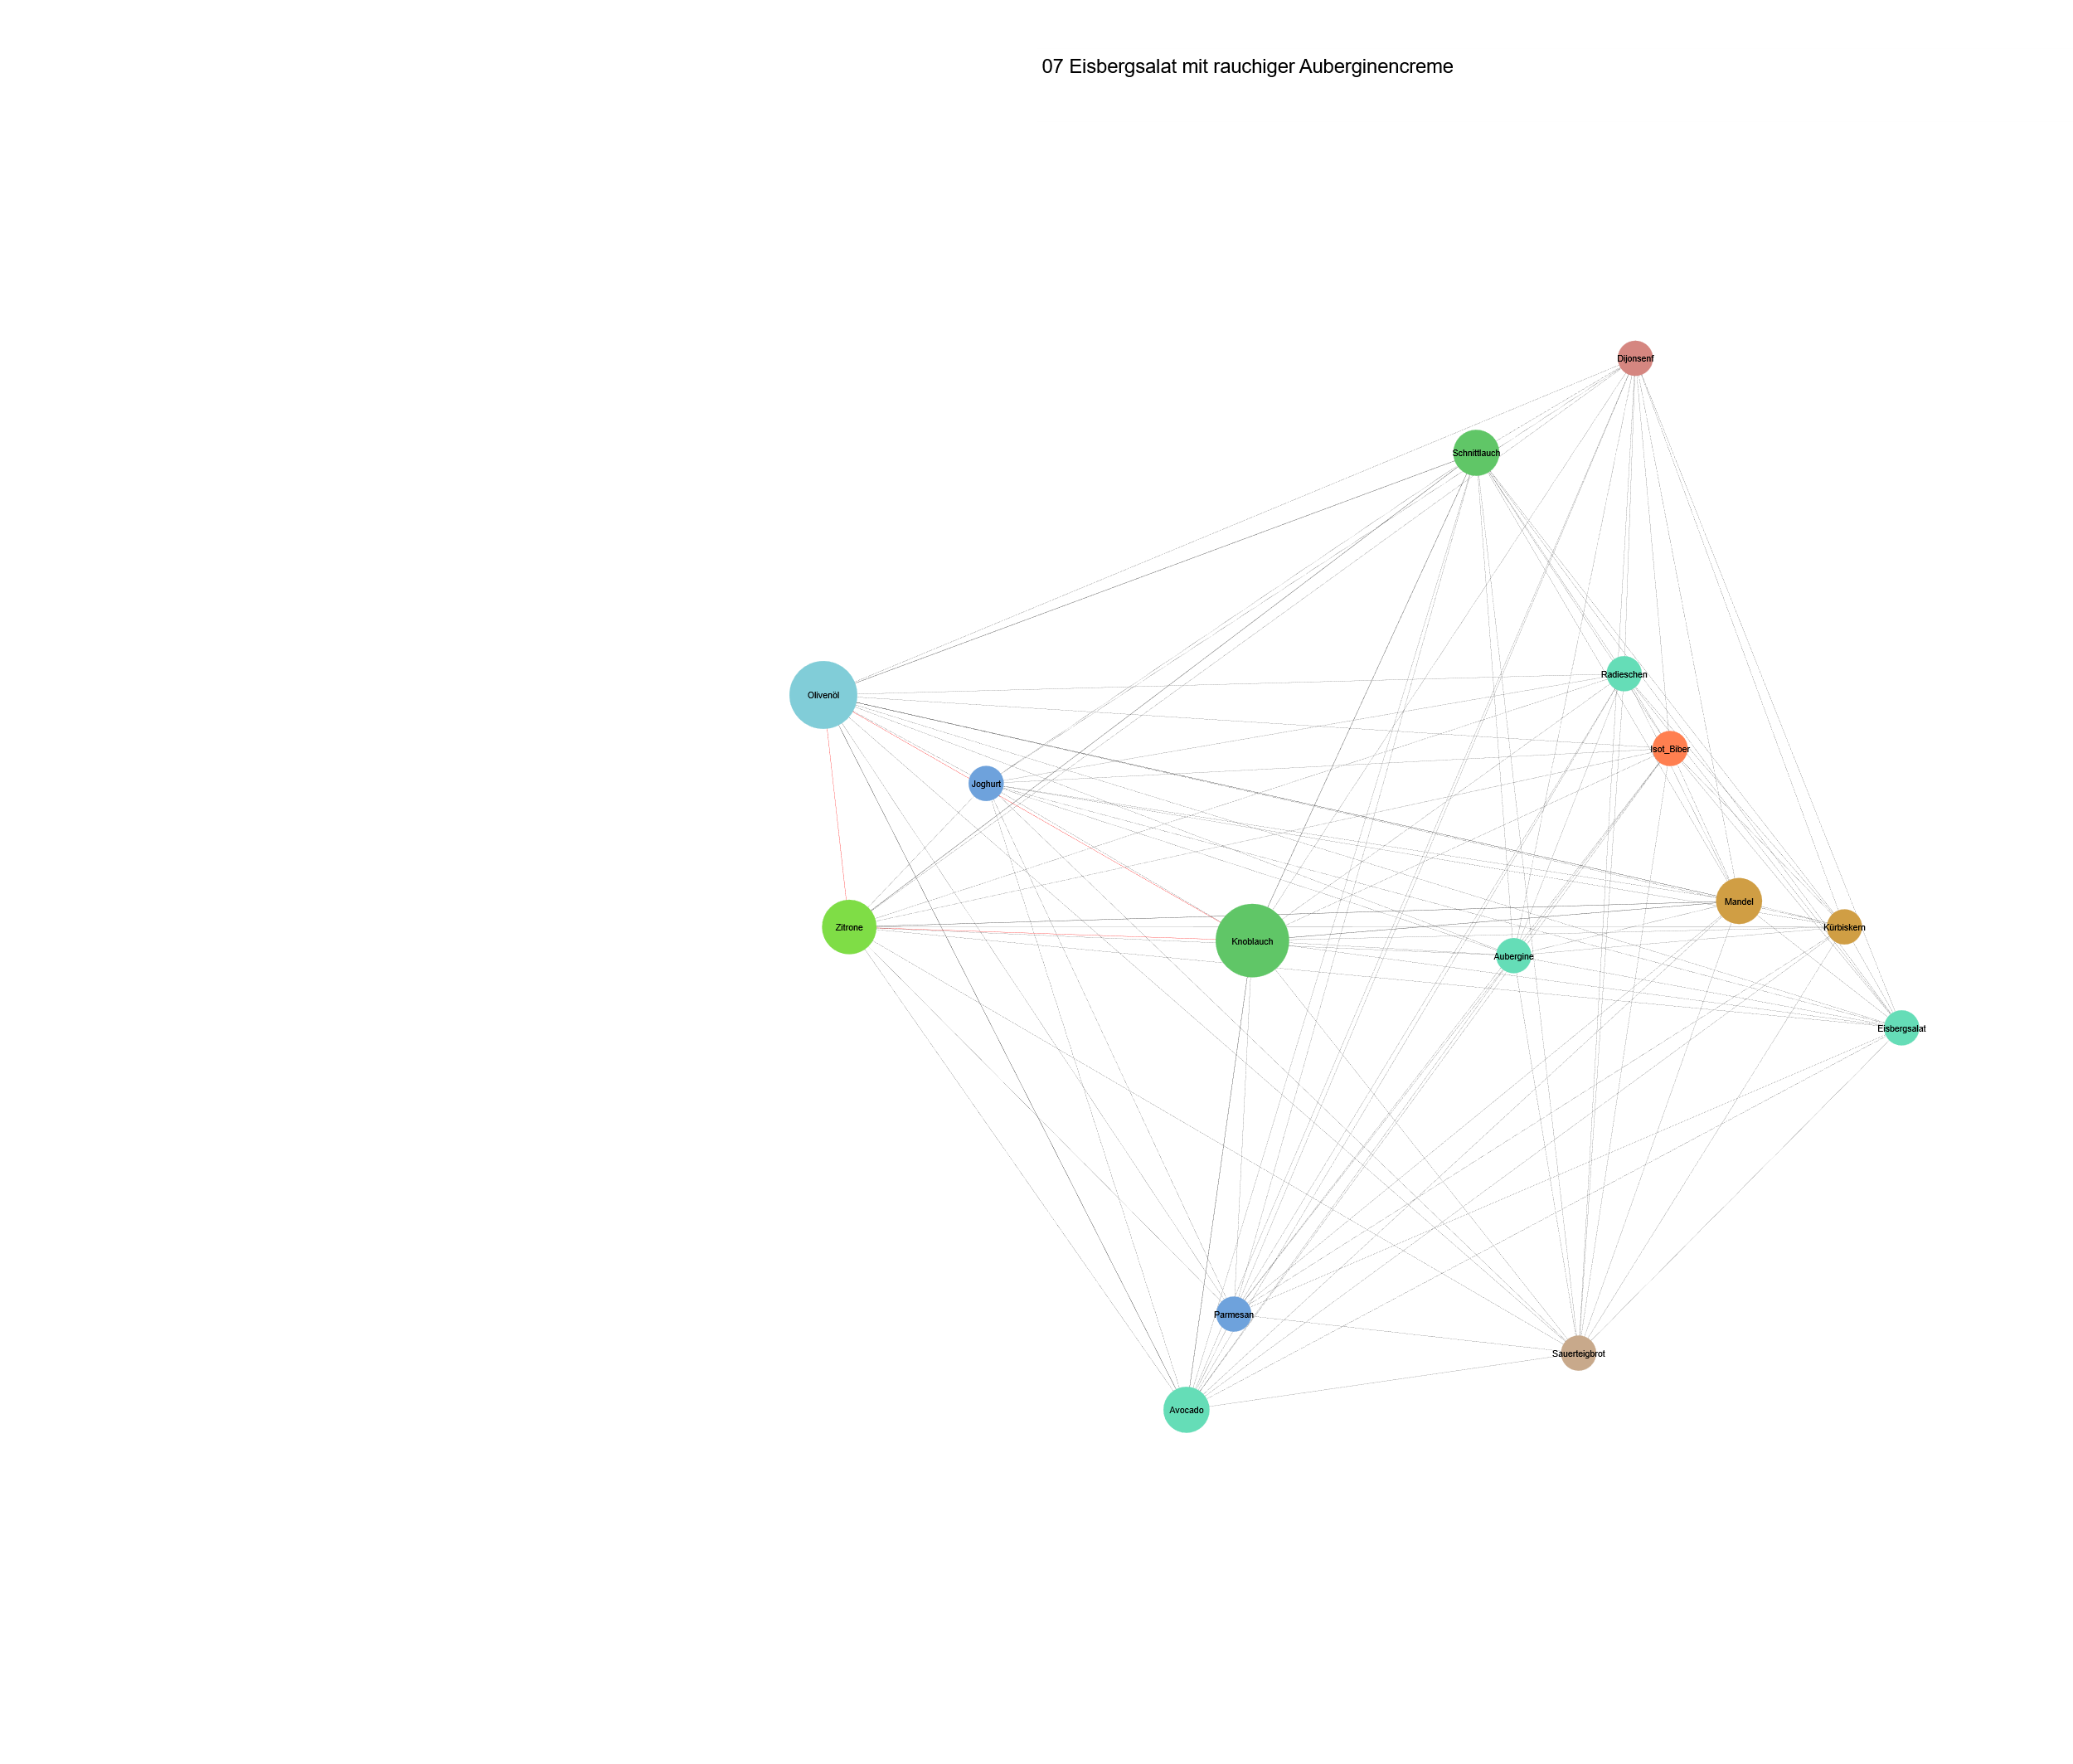 07 Eisbergsalat mit rauchiger Auberginencreme
Dijonsenf
Schnittlauch
Radieschen
Olivenöl
Isot_Biber
Joghurt
Mandel
Zitrone
Kürbiskern
Knoblauch
Aubergine
Eisbergsalat
Parmesan
Sauerteigbrot
Avocado